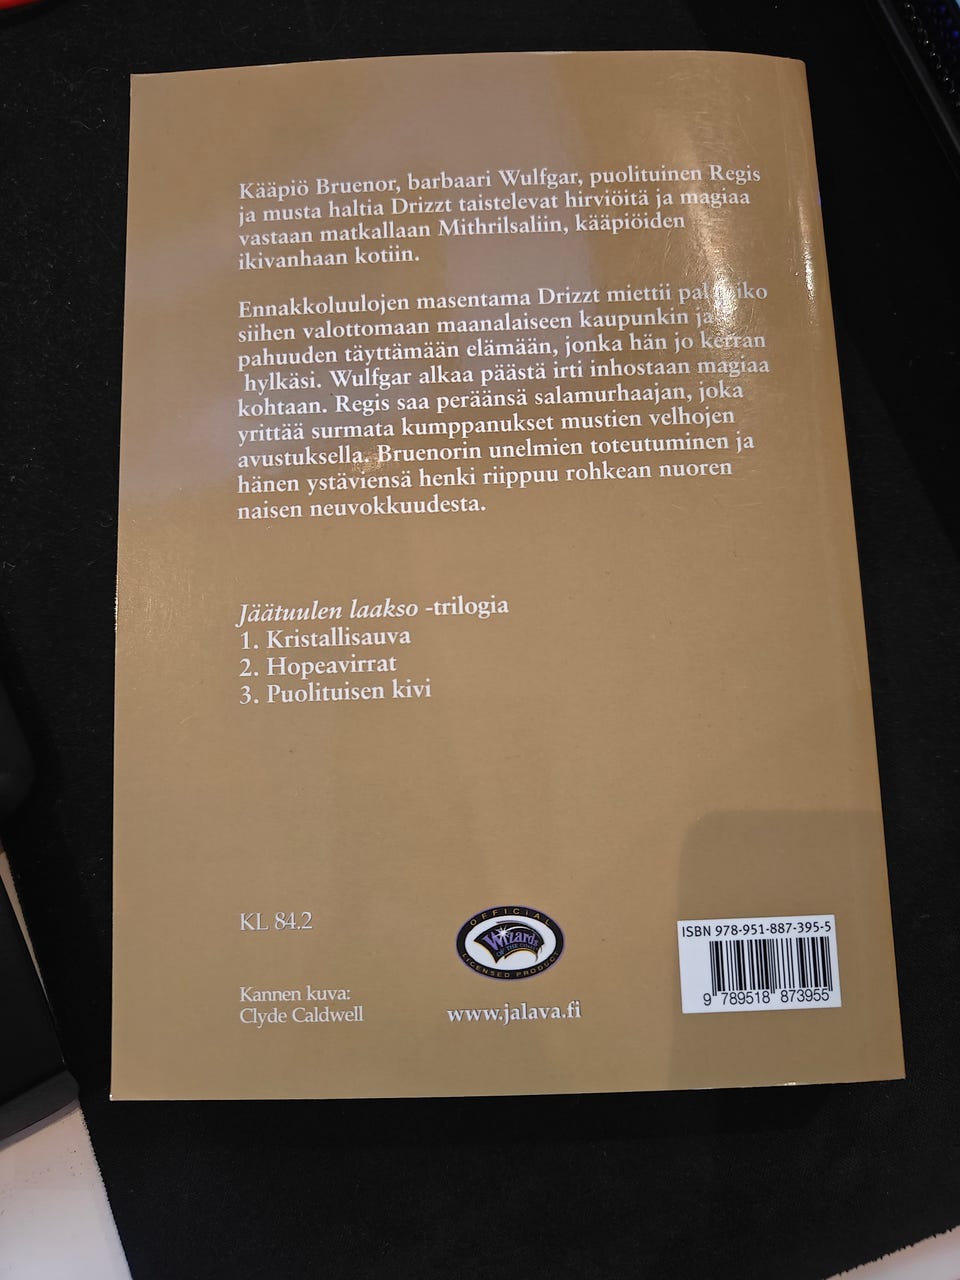 Kääpiö Bruenor, barbaari Wulfgar, puolituinen Regis
ja musta haltia Drizzt taistelevat hirviöitä ja magiaa
vastaan matkallaan Mithrilsaliin, kääpiöiden
ikivanhaan kotiin.
Ennakkoluulojen masentama Drizzt miettii
siihen valottomaan maanalaiseen kaupunkin ja
pahuuden täyttämään elämään, jonka hän jo kerran
hylkäsi. Wulfgar alkaa päästä irti inhostaan magiaa
kohtaan. Regis saa peräänsä salamurhaajan, joka
yrittää surmata kumppanukset mustien velhojen
avustuksella. Bruenorin unelmien toteutuminen ja
hänen ystäviensä henki riippuu rohkean nuoren
naisen neuvokkuudesta.
Jäätuulen laakso -trilogia
1. Kristallisauva
2. Hopeavirrat
3. Puolituisen kivi
KL 84.2
OFFICIAL
Wizards
OF THE COAST
LICENSED PRODUCT
ISBN 978-951-887-395-5
9 789518 873955
Kannen kuva:
Clyde Caldwell
www.jalava.fi